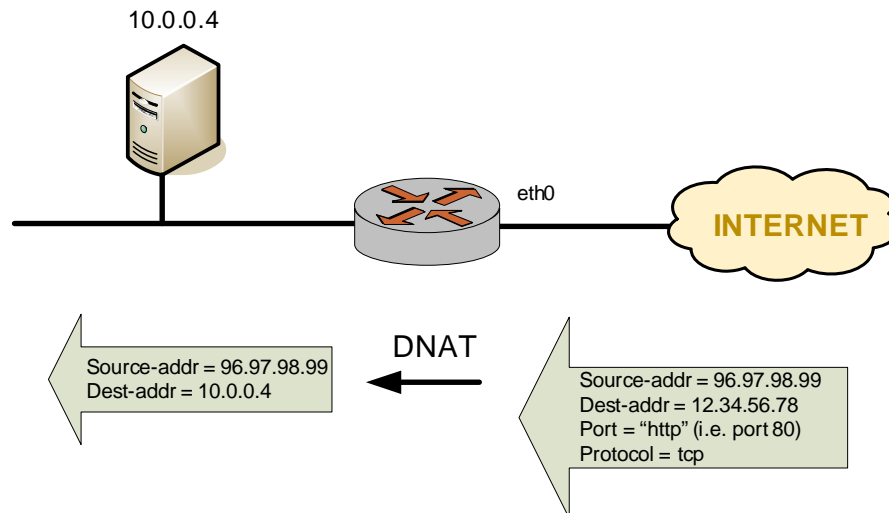 10.0.0.4
eth0
INTERNET
DNAT
Source-addr = 96.97.98.99
Dest-addr = 10.0.0.4
Source-addr = 96.97.98.99
Dest-addr = 12.34.56.78
Port = “http” (i.e. port 80)
Protocol = tcp